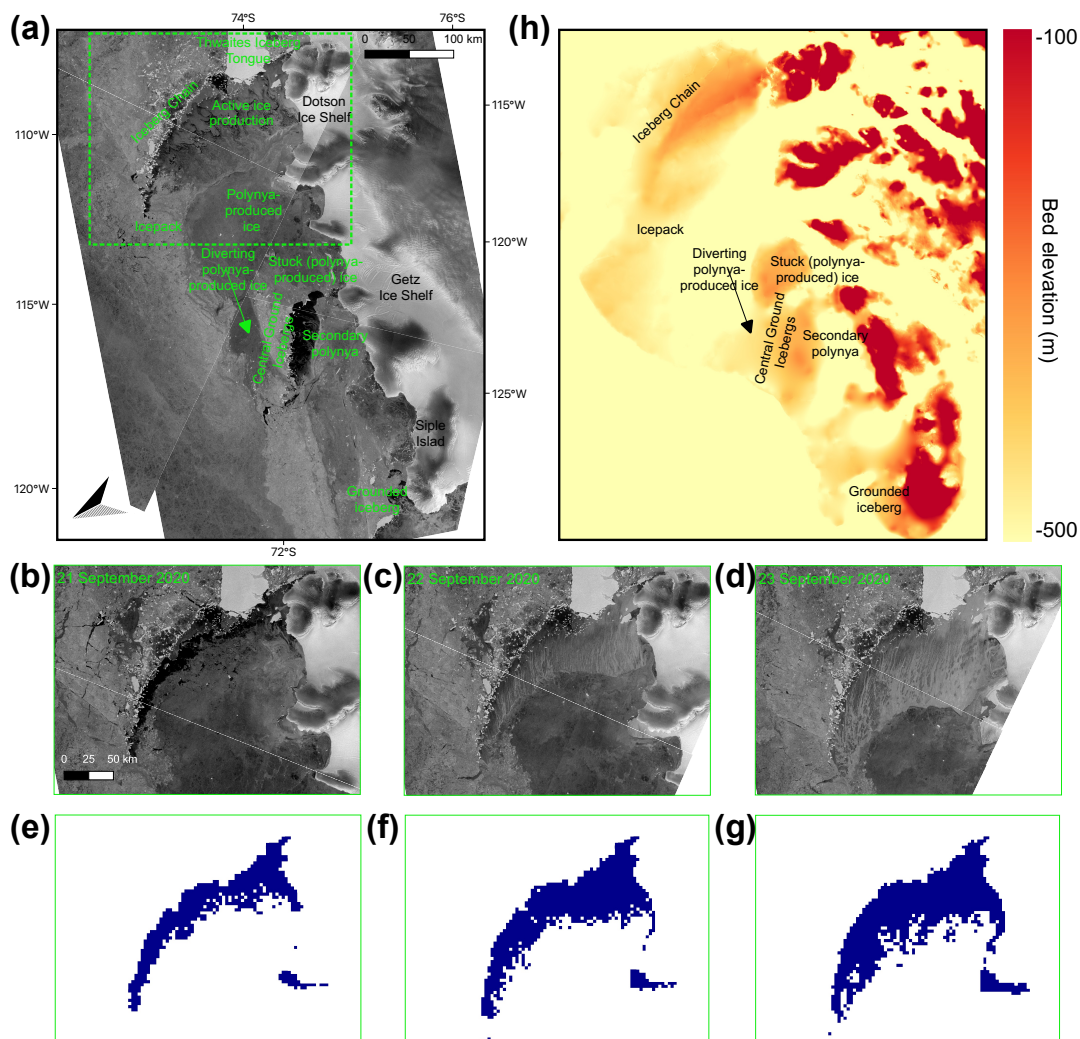 (a)
74°S
76°S
0 50 100 km
Thwaites Iceberg
Tongue
Iceberg Chain
Active ice
production
Dotson
Ice Shelf
110°W
115°W
Polynya-
produced
ice
Icepack
120°W
Diverting
polynya-
produced ice
Stuck (polynya-
produced) ice
Getz
Ice Shelf
115°W
Central Ground
Icebergs
Secondary
polynya
125°W
Siple
Islad
120°W
Grounded
iceberg
72°S
(h)
Iceberg Chain
Icepack
Diverting
polynya-
produced ice
Stuck (polynya-
produced) ice
Central Ground
Icebergs
Secondary
polynya
Grounded
iceberg
-100
Bed elevation (m)
-500
(b)
21 September 2020
0 25 50 km
(c)
22 September 2020
(d)
23 September 2020
(e)
(f)
(g)